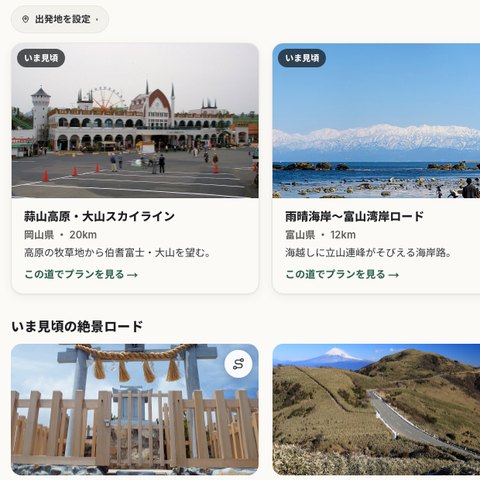 出発地を設定
いま見頃
いま見頃
蒜山高原・大山スカイライン
岡山県 ・ 20km
高原の牧草地から伯耆富士・大山を望む。
この道でプランを見る →
雨晴海岸〜富山湾岸ロード
富山県 ・ 12km
海越しに立山連峰がそびえる海岸路。
この道でプランを見る →
いま見頃の絶景ロード